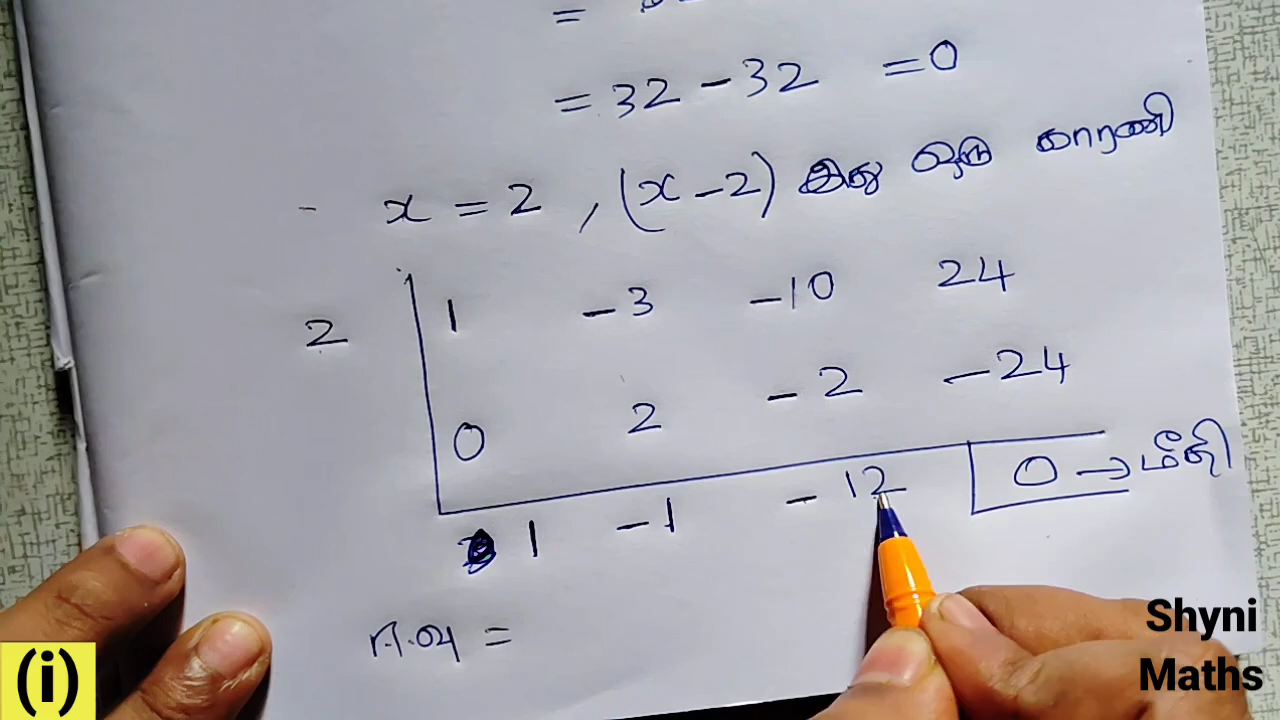 =
= 32 - 32 = 0
x = 2 , (x - 2) இது ஒரு காரணி
2 1 -3 -10 24
0 2 -2 -24
1 -1 -12 0 → மீதி
ஈ.வு =
(i)
Shyni
Maths